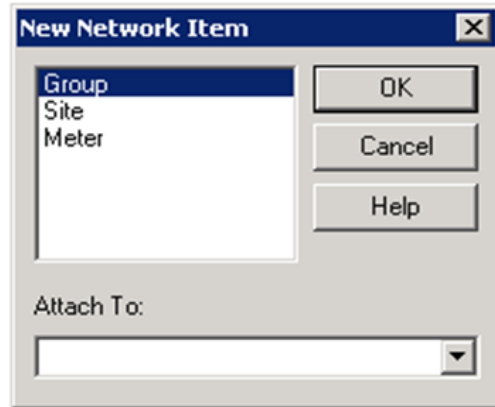 New Network Item
Group
Site
Meter
OK
Cancel
Help
Attach To: